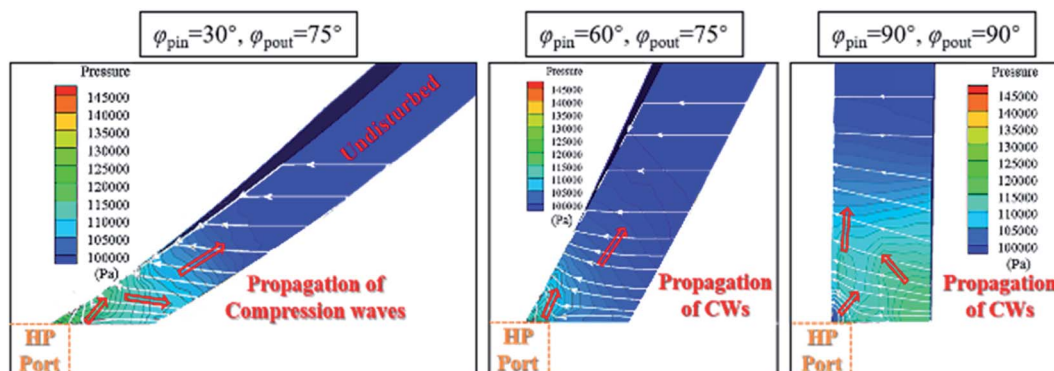 φpin=30°, φpout=75°
Pressure
145000
140000
135000
130000
125000
120000
115000
110000
105000
100000
(Pa)
Undisturbed
Propagation of
Compression waves
HP
Port
φpin=60°, φpout=75°
Pressure
145000
140000
135000
130000
125000
120000
115000
110000
105000
100000
(Pa)
Propagation
of CWs
HP
Port
φpin=90°, φpout=90°
Pressure
145000
140000
135000
130000
125000
120000
115000
110000
105000
100000
(Pa)
Propagation
of CWs
HP
Port